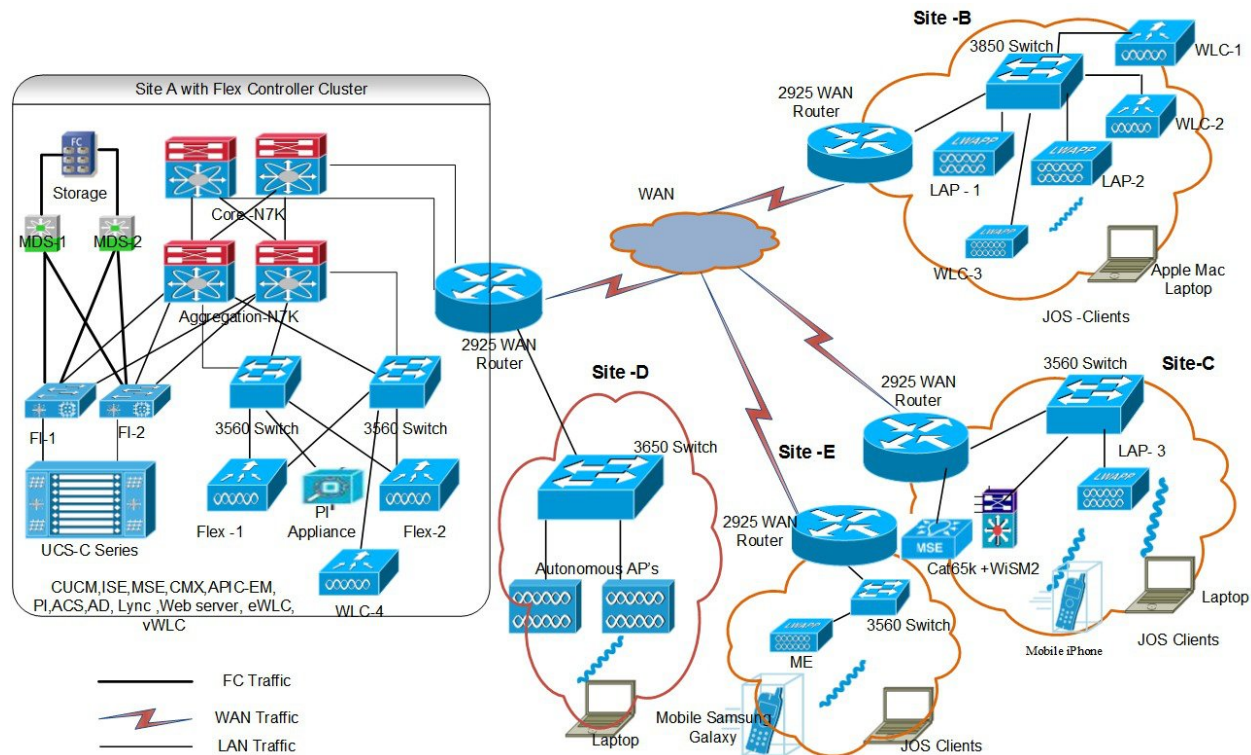 Site -B
3850 Switch
WLC-1
2925 WAN
Router
WLC-2
LWAPP
LAP - 1
LWAPP
LAP-2
LWAPP
WLC-3
Apple Mac
Laptop
JOS -Clients
Site A with Flex Controller Cluster
FC
Storage
MDS-1
MDS-2
Core -N7K
Aggregation-N7K
FI-1
FI-2
3560 Switch
3560 Switch
UCS-C Series
Flex -1
PI
Appliance
Flex-2
WLC-4
CUCM,ISE,MSE,CMX,APIC-EM,
PI,ACS,AD, Lync ,Web server, eWLC,
vWLC
WAN
2925 WAN
Router
Site -D
3650 Switch
Autonomous AP's
Laptop
Site -E
2925 WAN
Router
3560 Switch
ME
Mobile Samsung
Galaxy
JOS Clients
Site-C
3560 Switch
2925 WAN
Router
LAP- 3
LWAPP
MSE
Cat65k +WiSM2
Mobile iPhone
Laptop
JOS Clients
FC Traffic
WAN Traffic
LAN Traffic